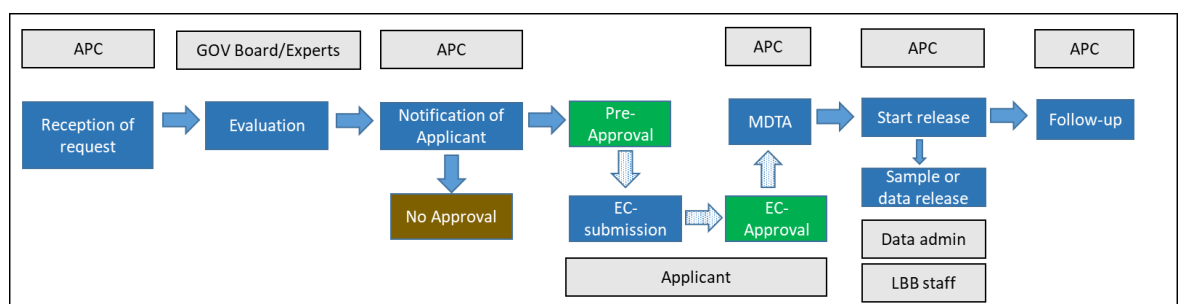 APC
GOV Board/Experts
APC
APC
APC
APC
Reception of
request
Evaluation
Notification of
Applicant
Pre-
Approval
MDTA
Start release
Follow-up
No Approval
EC-
submission
EC-
Approval
Sample or
data release
Applicant
Data admin
LBB staff